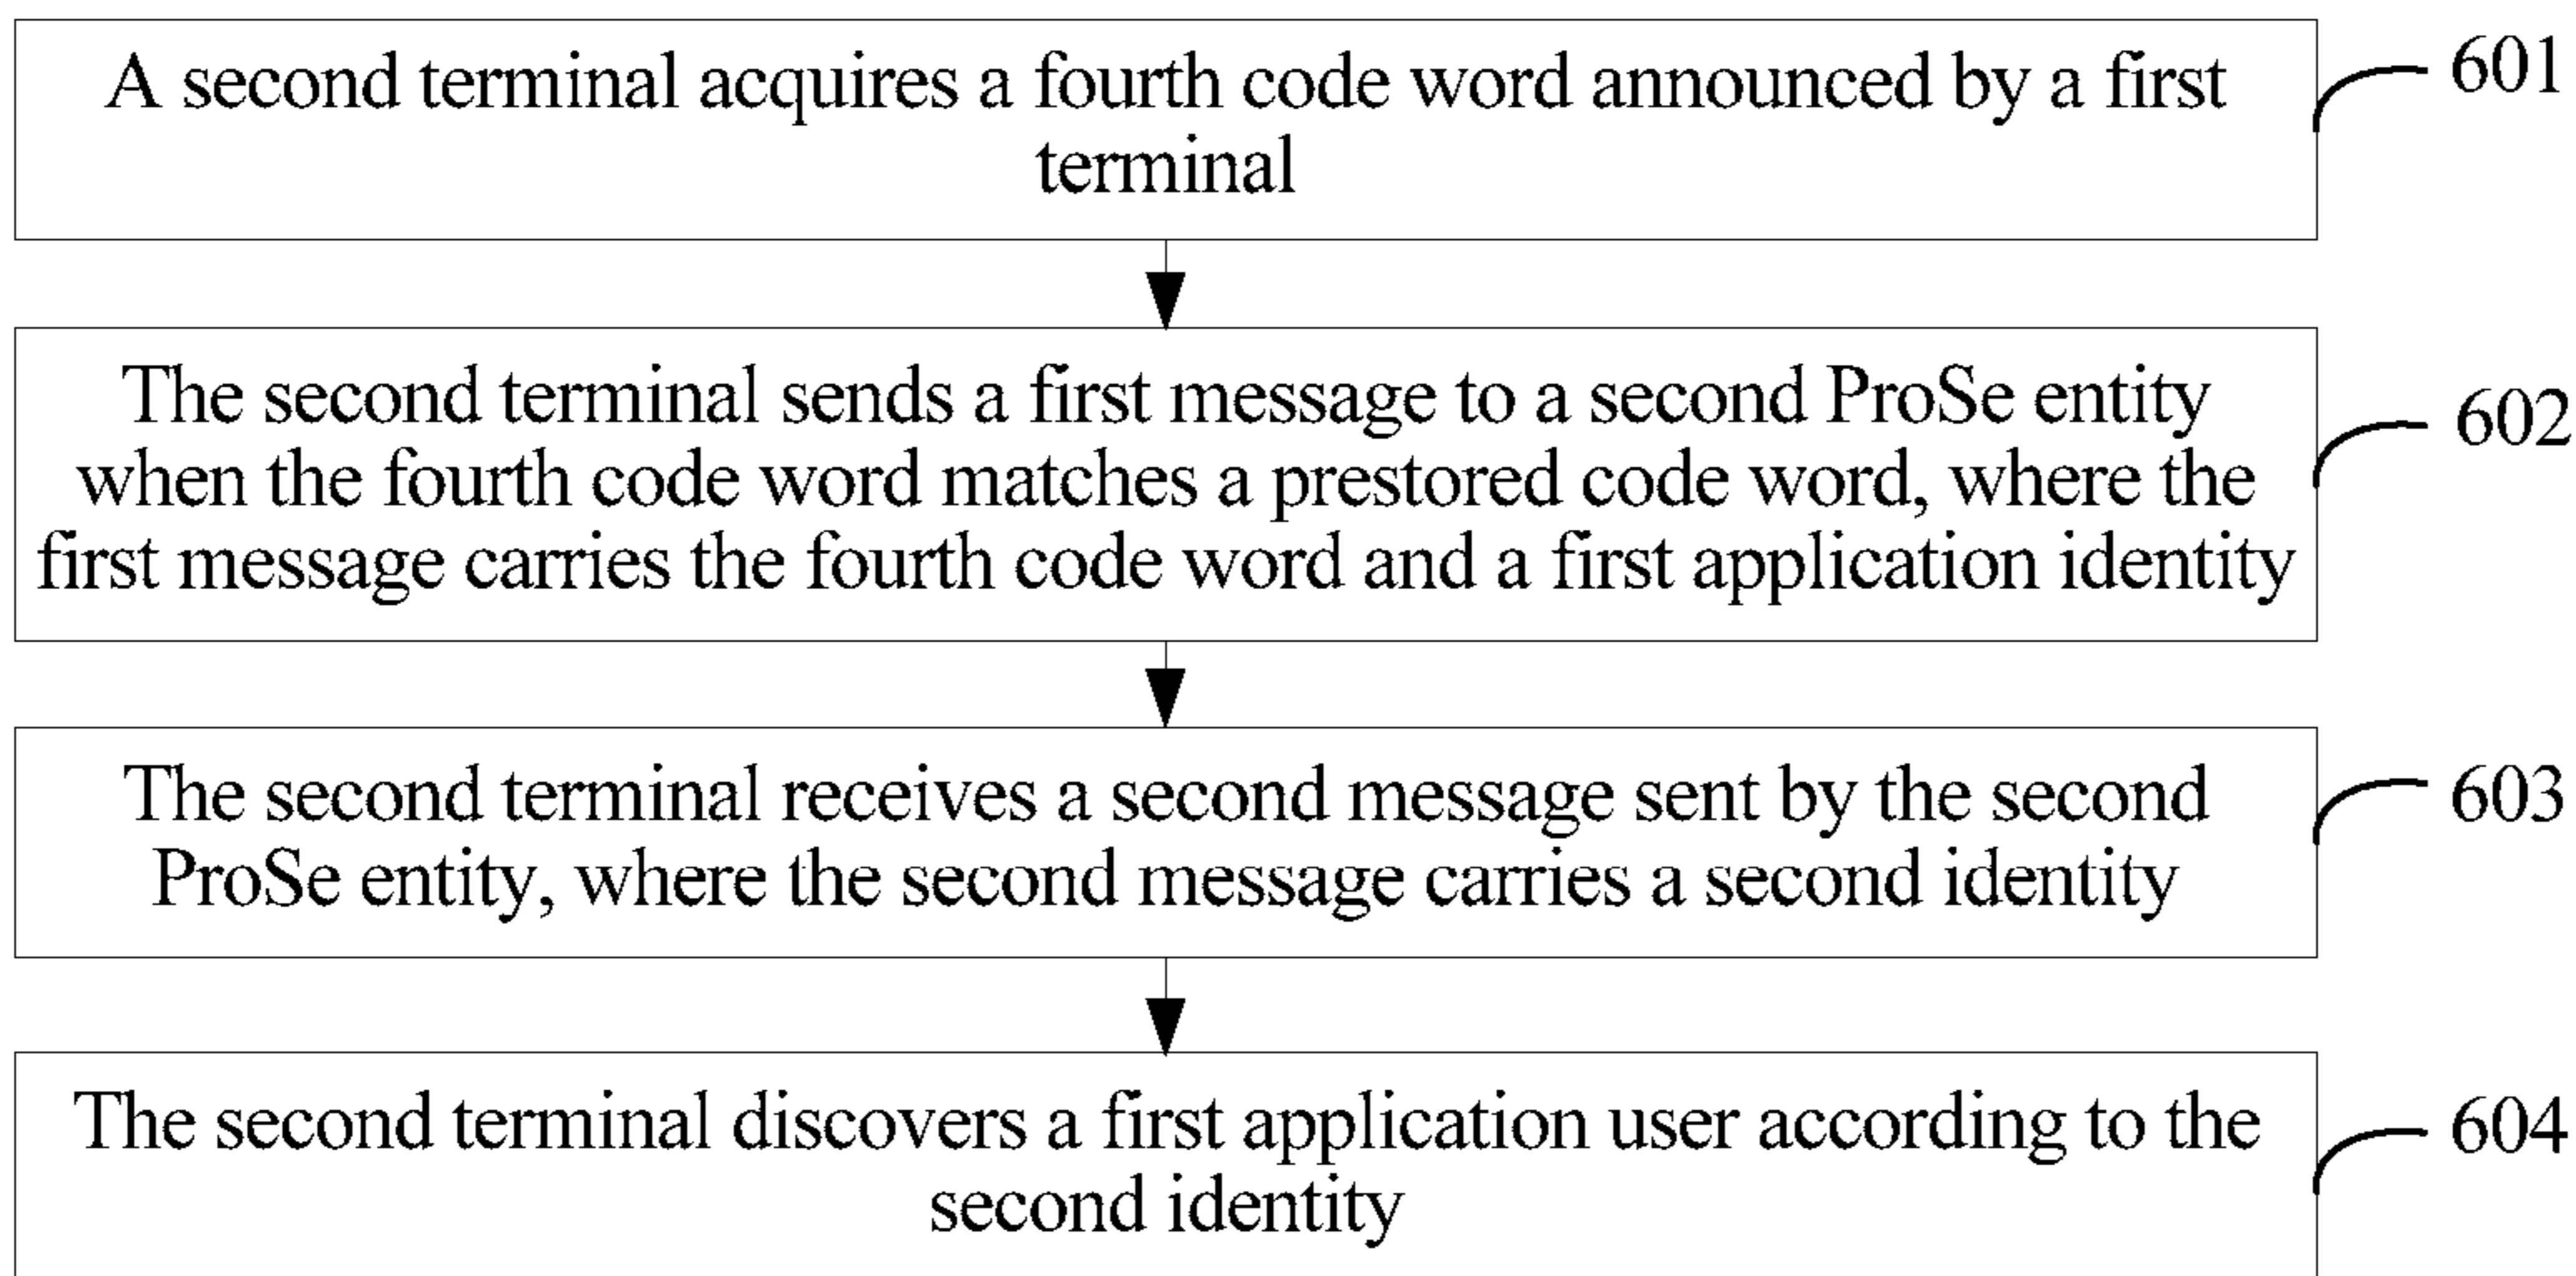 A second terminal acquires a fourth code word announced by a first
terminal
601
The second terminal sends a first message to a second ProSe entity
when the fourth code word matches a prestored code word, where the
first message carries the fourth code word and a first application identity
602
The second terminal receives a second message sent by the second
ProSe entity, where the second message carries a second identity
603
The second terminal discovers a first application user according to the
second identity
604